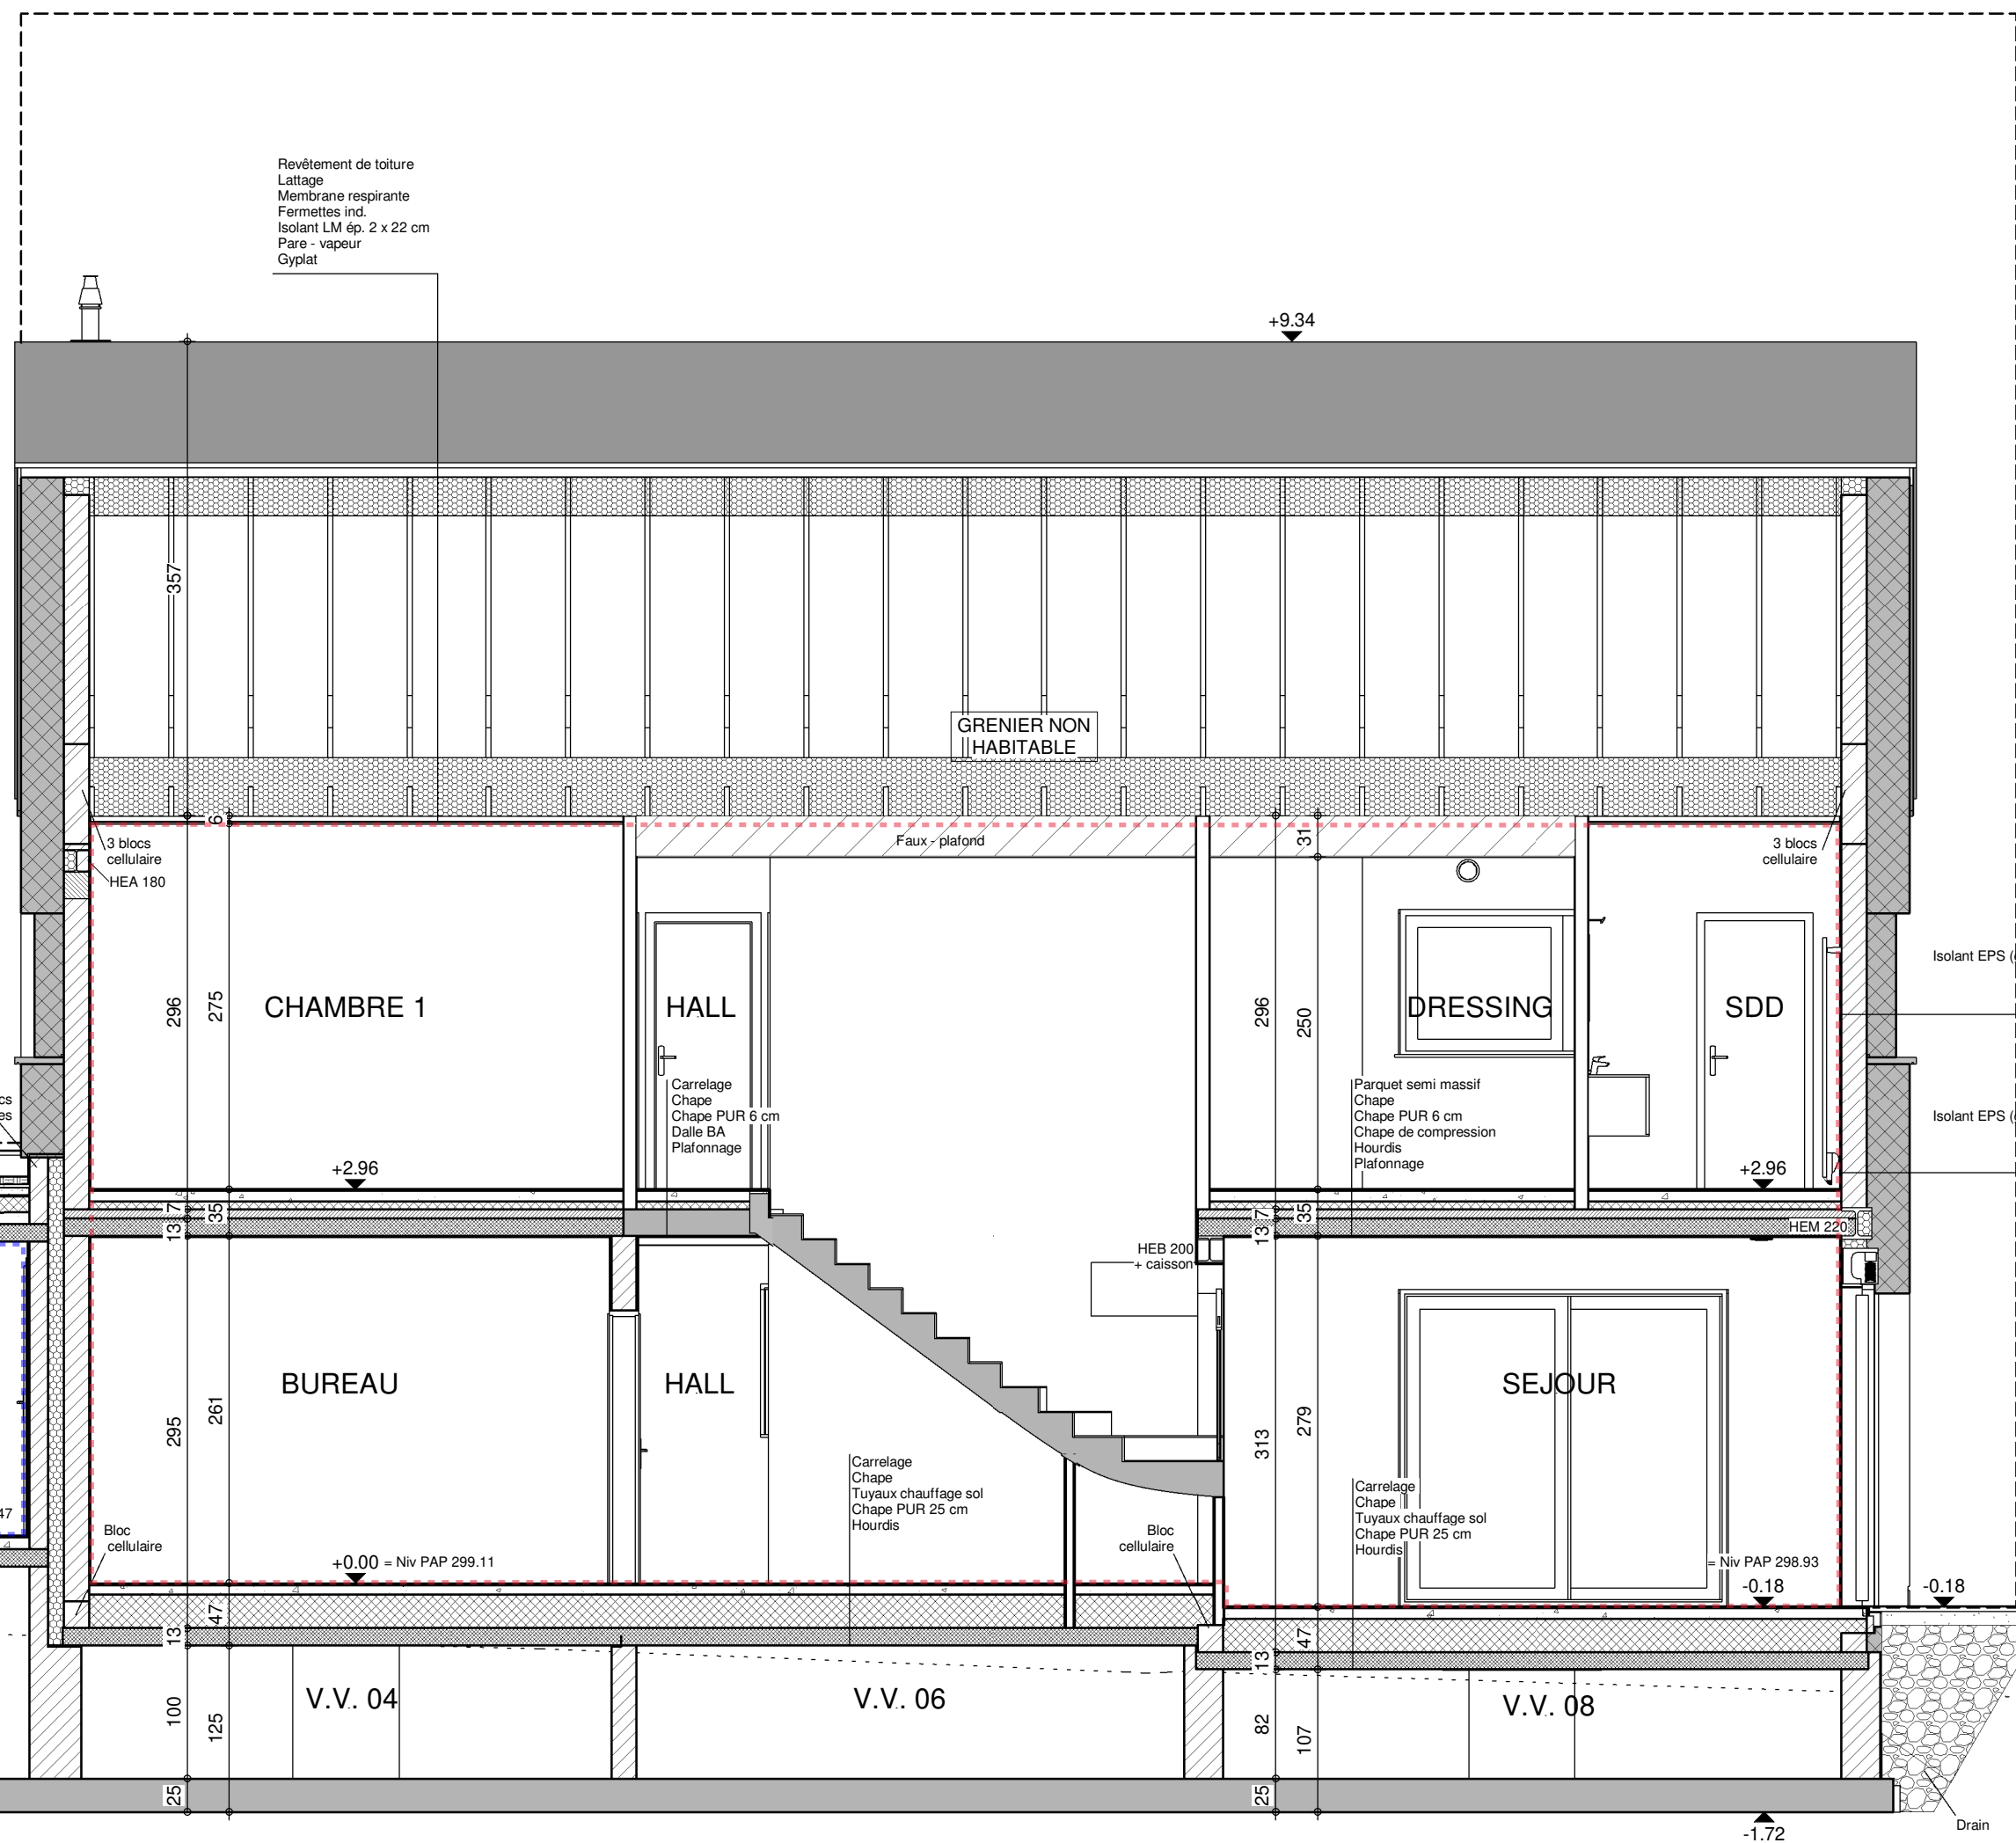 Revêtement de toiture
Lattage
Membrane respirante
Fermettes ind.
Isolant LM ép. 2 x 22 cm
Pare - vapeur
Gyplat
+9.34
357
GRENIER NON
HABITABLE
6
31
Faux - plafond
3 blocs
cellulaire
HEA 180
3 blocs
cellulaire
Isolant EPS (
296
275
CHAMBRE 1
HALL
296
250
DRESSING
SDD
Carrelage
Chape
Chape PUR 6 cm
Dalle BA
Plafonnage
Parquet semi massif
Chape
Chape PUR 6 cm
Chape de compression
Hourdis
Plafonnage
Isolant EPS (
cs
es
+2.96
+2.96
7
35
13
7
35
13
HEM 220
HEB 200
+ caisson
BUREAU
HALL
SEJOUR
295
261
313
279
Carrelage
Chape
Tuyaux chauffage sol
Chape PUR 25 cm
Hourdis
Carrelage
Chape
Tuyaux chauffage sol
Chape PUR 25 cm
Hourdis
47
Bloc
cellulaire
Bloc
cellulaire
+0.00 = Niv PAP 299.11
= Niv PAP 298.93
-0.18
-0.18
47
13
47
13
V.V. 04
V.V. 06
V.V. 08
100
125
82
107
25
25
Drain
-1.72